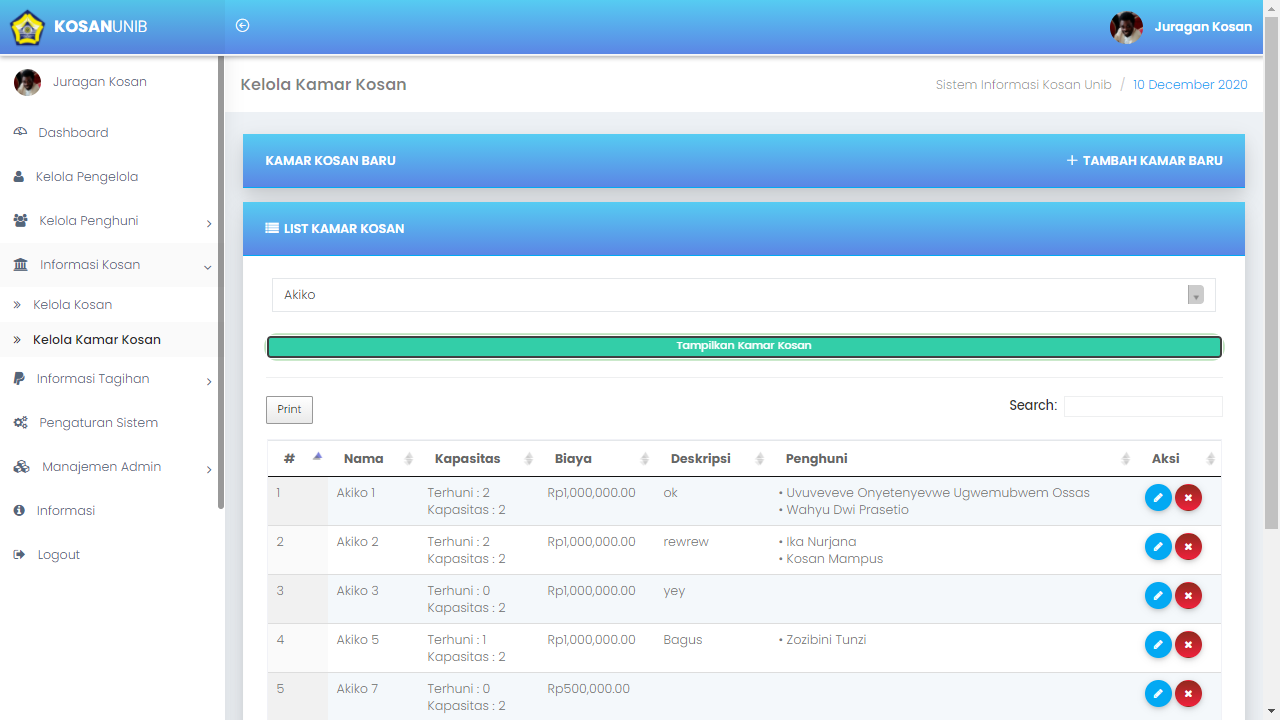 KOSANUNIB
Juragan Kosan
Juragan Kosan
Dashboard
Kelola Pengelola
Kelola Penghuni
Informasi Kosan
Kelola Kosan
Kelola Kamar Kosan
Informasi Tagihan
Pengaturan Sistem
Manajemen Admin
Informasi
Logout
Kelola Kamar Kosan
Sistem Informasi Kosan Unib / 10 December 2020
KAMAR KOSAN BARU
+ TAMBAH KAMAR BARU
LIST KAMAR KOSAN
Akiko
Tampilkan Kamar Kosan
Print
Search:
# Nama Kapasitas Biaya Deskripsi Penghuni Aksi
1 Akiko 1 Terhuni : 2 Rp1,000,000.00 ok • Uvuveveve Onyetenyevwe Ugwemubwem Ossas
Kapasitas : 2 • Wahyu Dwi Prasetio
2 Akiko 2 Terhuni : 2 Rp1,000,000.00 rewrew • Ika Nurjana
Kapasitas : 2 • Kosan Mampus
3 Akiko 3 Terhuni : 0 Rp1,000,000.00 yey
Kapasitas : 2
4 Akiko 5 Terhuni : 1 Rp1,000,000.00 Bagus • Zozibini Tunzi
Kapasitas : 2
5 Akiko 7 Terhuni : 0 Rp500,000.00
Kapasitas : 2